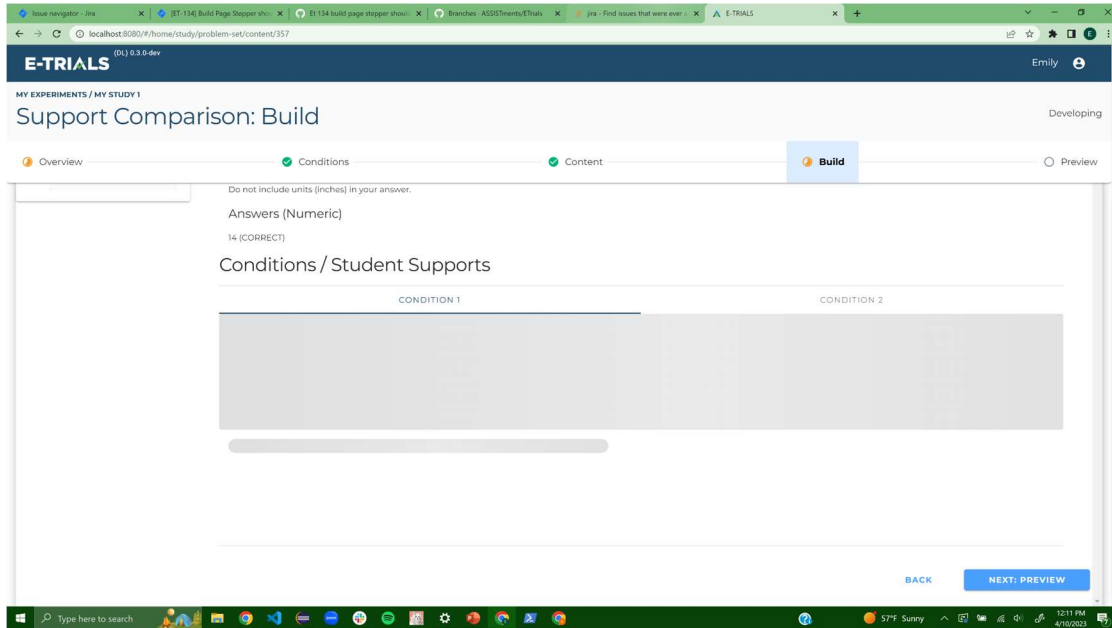 Issue navigator - Jira
[ET-134] Build Page Stepper shou
Et 134 build page stepper shoul
Branches · ASSISTments/ETrials
jira - Find issues that were ever a
E-TRIALS
localhost:8080/#/home/study/problem-set/content/357
E
E-TRIALS (DL) 0.3.0-dev
Emily
MY EXPERIMENTS / MY STUDY 1
Support Comparison: Build
Developing
Overview
Conditions
Content
Build
Preview
Do not include units (inches) in your answer.
Answers (Numeric)
14 (CORRECT)
Conditions / Student Supports
CONDITION 1
CONDITION 2
BACK
NEXT: PREVIEW
Type here to search
57°F Sunny
12:11 PM
4/10/2023